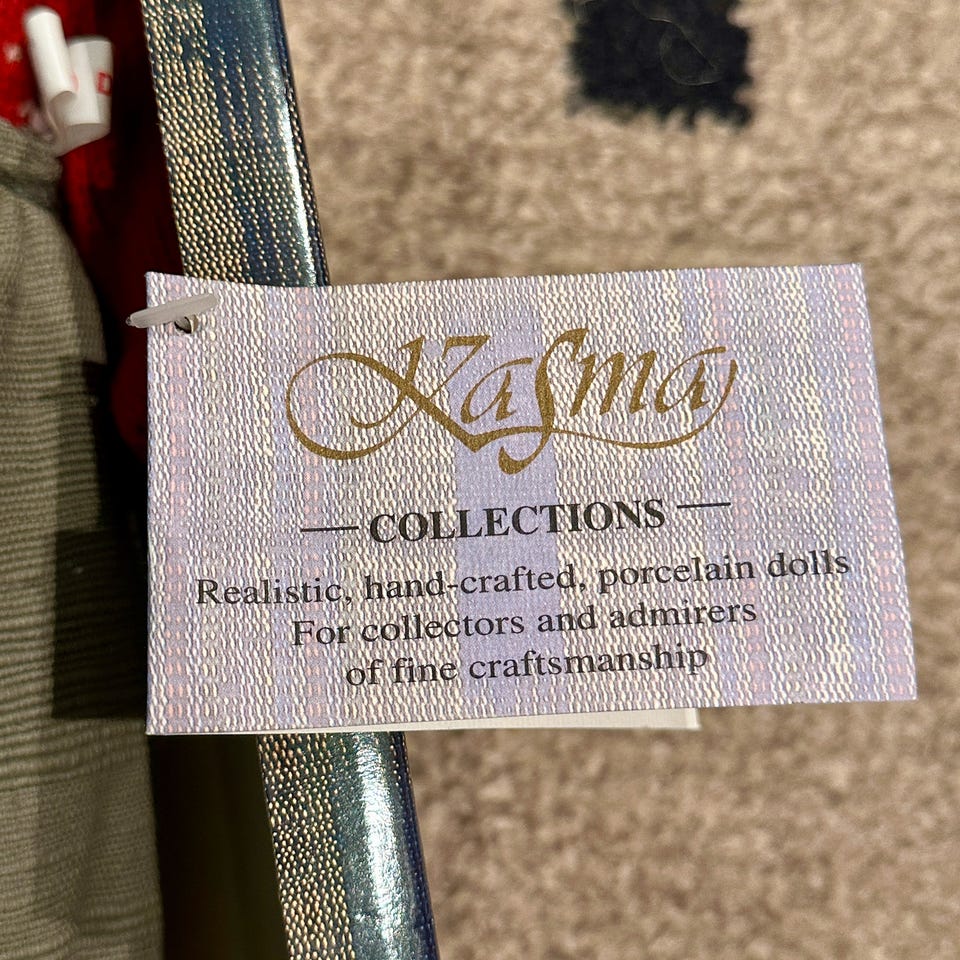 Kasma
COLLECTIONS
Realistic, hand-crafted, porcelain dolls
For collectors and admirers
of fine craftsmanship